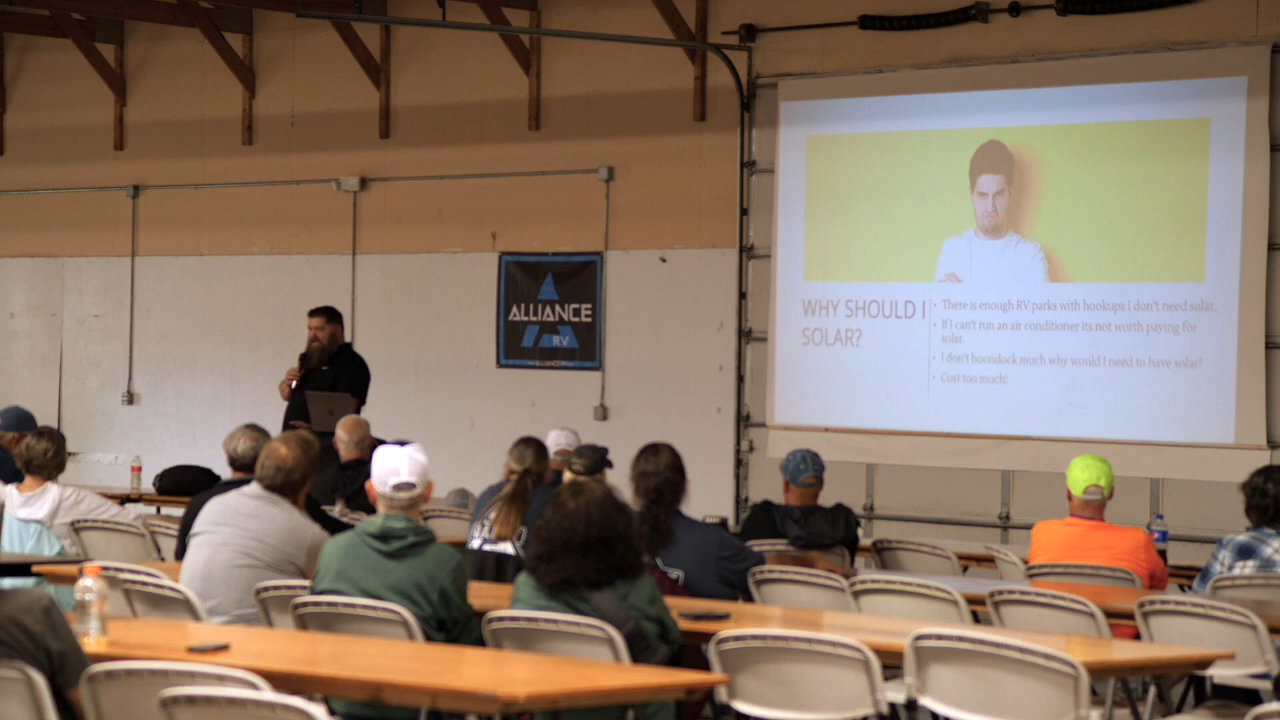 ALLIANCE
RV
WHY SHOULD I
SOLAR?
• There is enough RV parks with hookups I don't need solar.
• If I can't run an air conditioner its not worth paying for
solar.
• I don't boondock much why would I need to have solar?
• Cost too much!